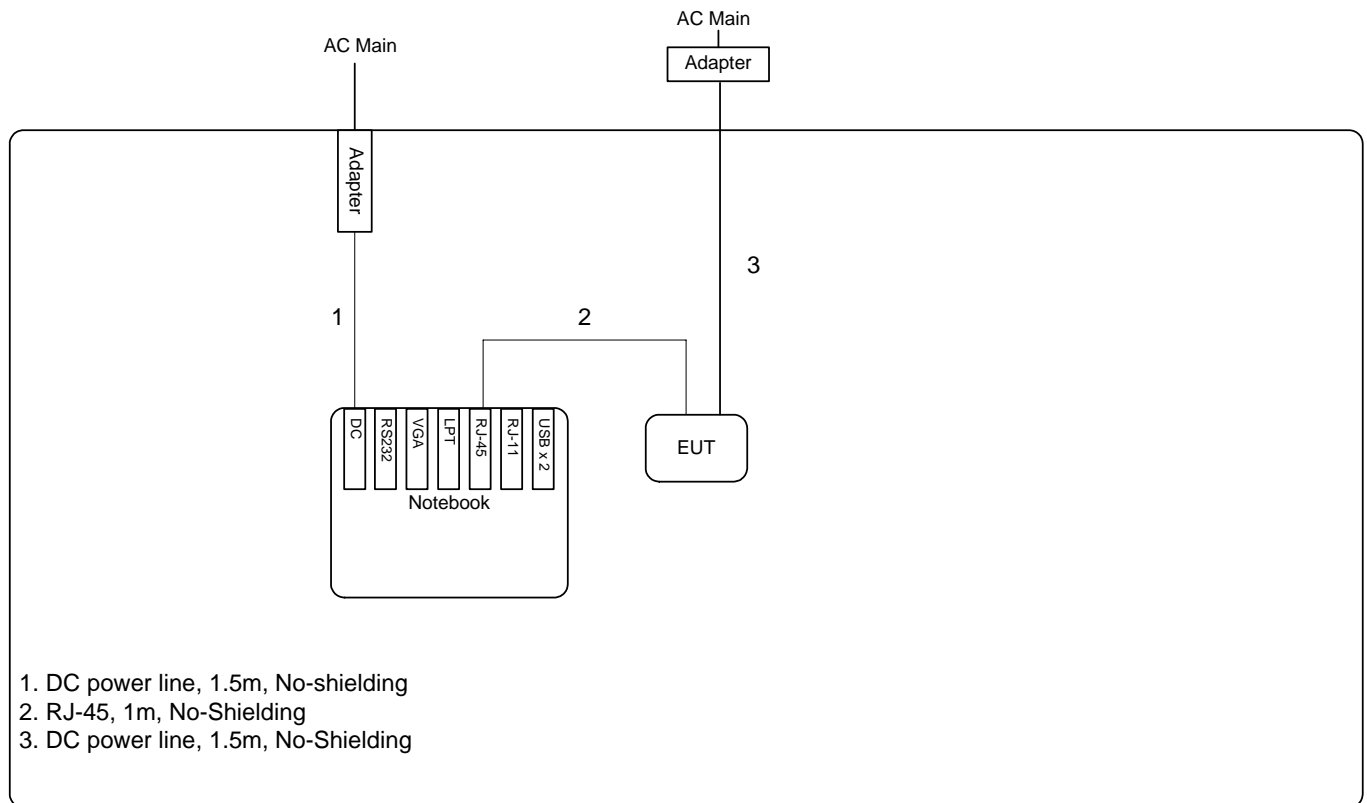 AC Main
AC Main
Adapter
Adapter
3
1
2
DC
RS232
VGA
LPT
RJ-45
RJ-11
USB x 2
EUT
Notebook
1. DC power line, 1.5m, No-shielding
2. RJ-45, 1m, No-Shielding
3. DC power line, 1.5m, No-Shielding